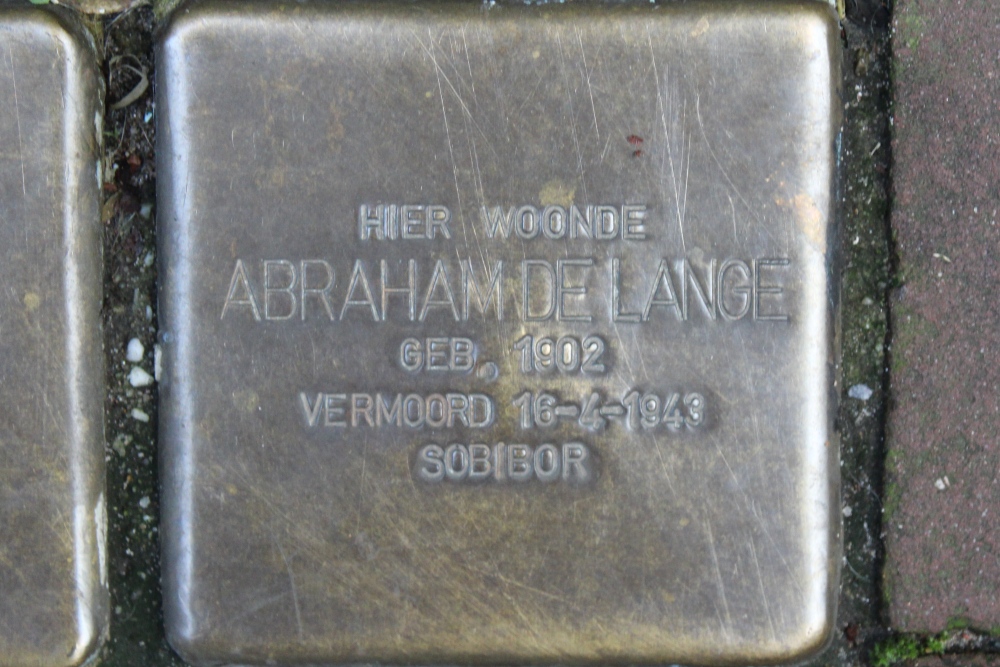 HIER WOONDE
ABRAHAM DE LANGE
GEB. 1902
VERMOORD 16-4-1943
SOBIBOR